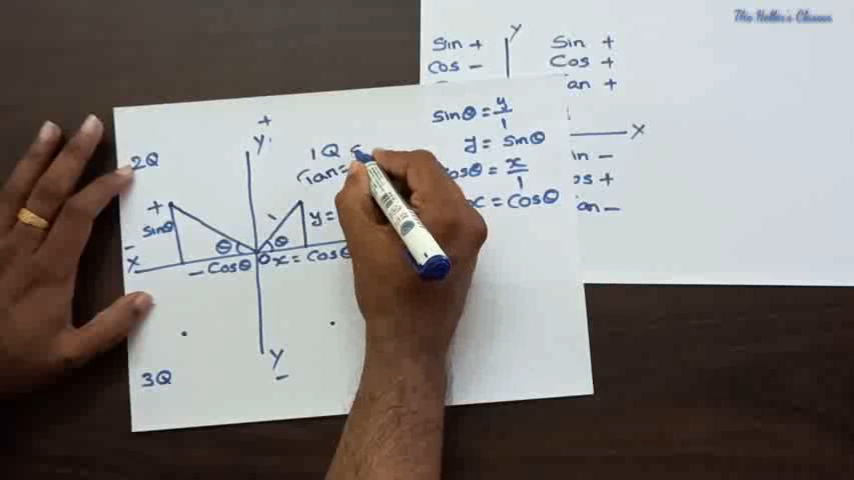 The Hotter's Classes
Y
Sin + Sin +
Cos - Cos +
an +
X
in -
os +
an -
+
Y
2Q
1Q
Tan=
sinθ = y/1
y = sinθ
osθ = x/1
x = cosθ
+
sinθ
y=
θ θ
-
X
- cosθ O x = cosθ
3Q
Y
-